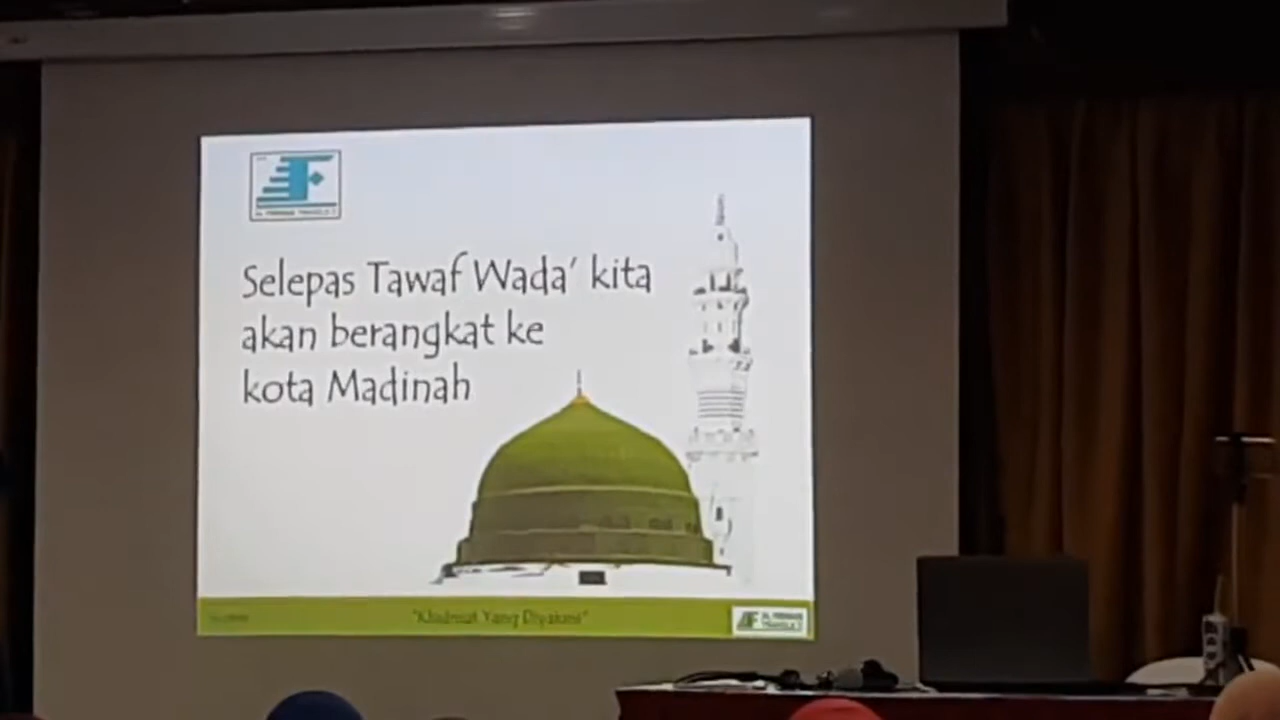 Selepas Tawaf Wada' kita
akan berangkat ke
kota Madinah
"Khidmat Yang Diyakini"